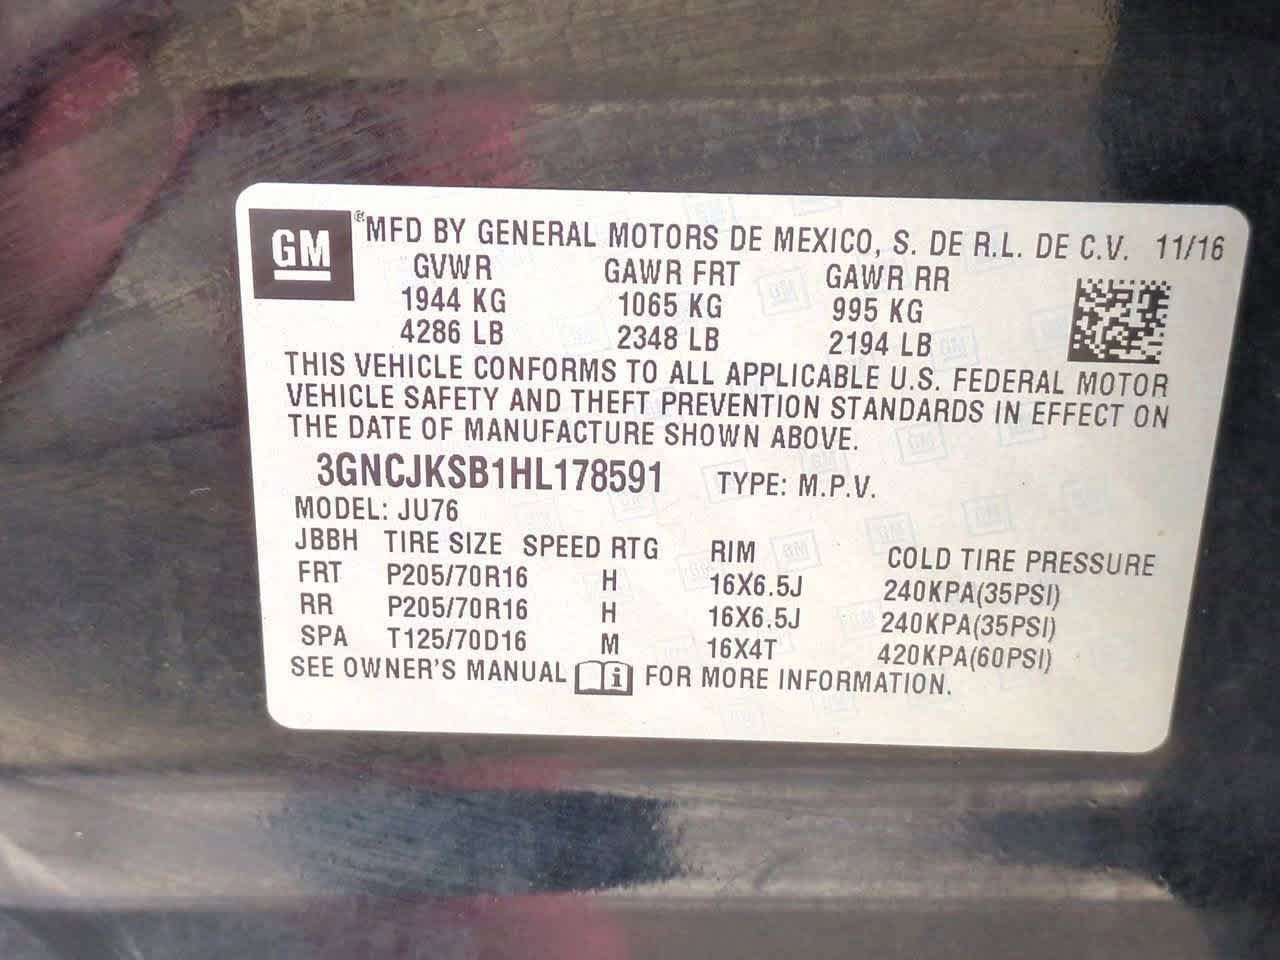 GM ® MFD BY GENERAL MOTORS DE MEXICO, S. DE R.L. DE C.V. 11/16
GVWR GAWR FRT GAWR RR
1944 KG 1065 KG 995 KG
4286 LB 2348 LB 2194 LB
THIS VEHICLE CONFORMS TO ALL APPLICABLE U.S. FEDERAL MOTOR
VEHICLE SAFETY AND THEFT PREVENTION STANDARDS IN EFFECT ON
THE DATE OF MANUFACTURE SHOWN ABOVE.
3GNCJKSB1HL178591 TYPE: M.P.V.
MODEL: JU76
JBBH TIRE SIZE SPEED RTG RIM COLD TIRE PRESSURE
FRT P205/70R16 H 16X6.5J 240KPA(35PSI)
RR P205/70R16 H 16X6.5J 240KPA(35PSI)
SPA T125/70D16 M 16X4T 420KPA(60PSI)
SEE OWNER'S MANUAL i FOR MORE INFORMATION.